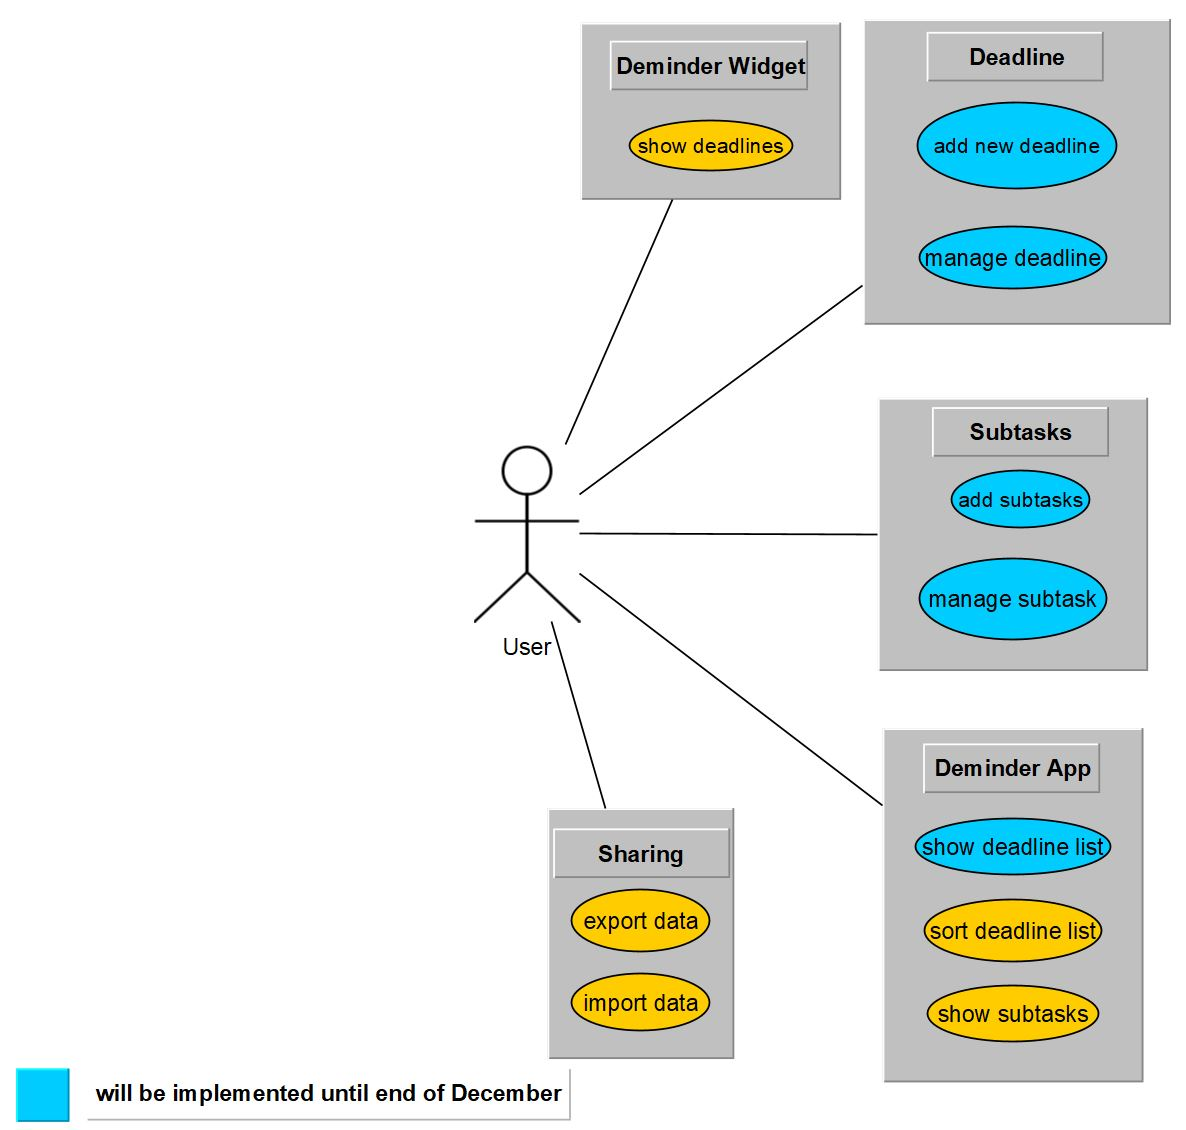 Deminder Widget
show deadlines
Deadline
add new deadline
manage deadline
Subtasks
add subtasks
manage subtask
User
Deminder App
show deadline list
sort deadline list
show subtasks
Sharing
export data
import data
will be implemented until end of December